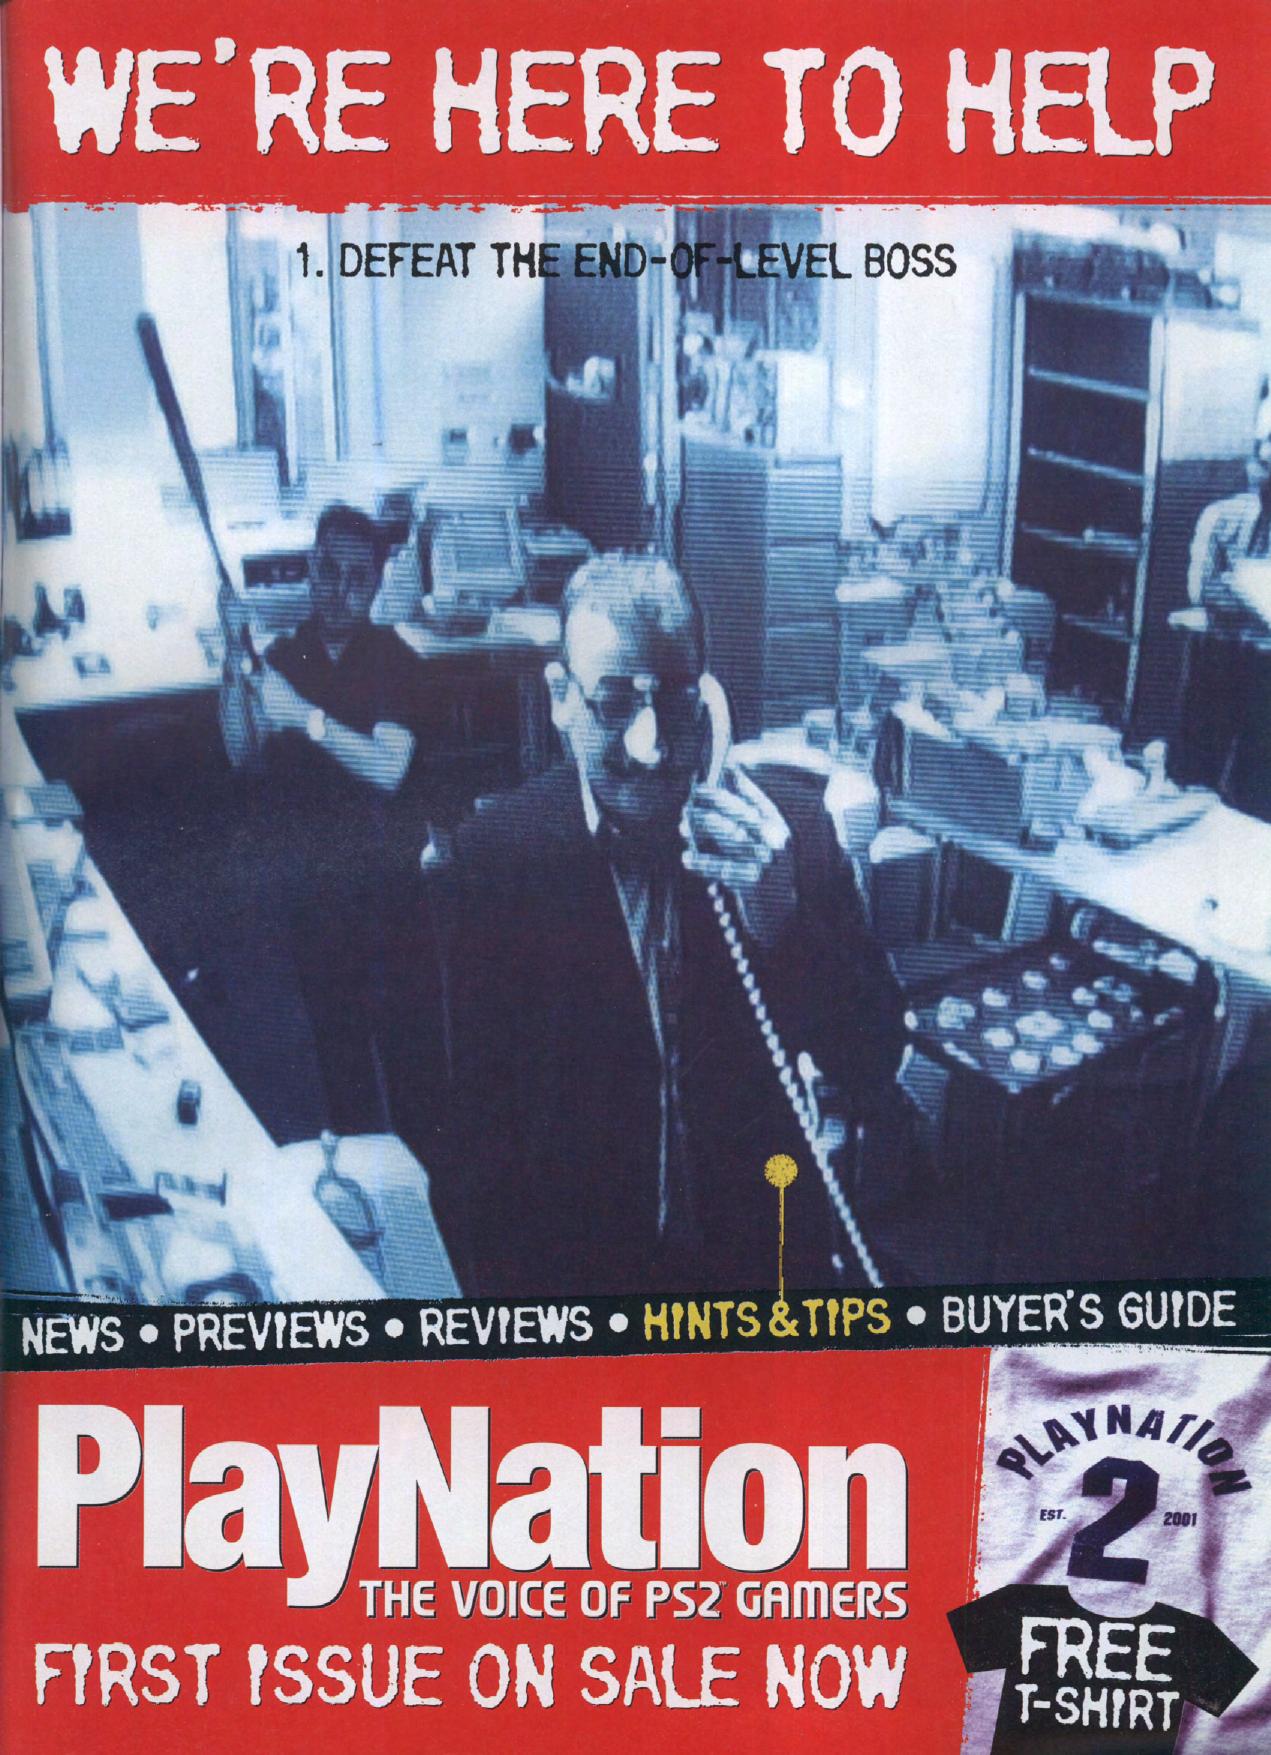 WE'RE HERE TO HELP
1. DEFEAT THE END-OF-LEVEL BOSS
NEWS • PREVIEWS • REVIEWS • HINTS & TIPS • BUYER'S GUIDE
PlayNation
THE VOICE OF PS2™ GAMERS
FIRST ISSUE ON SALE NOW
PLAYNATION
EST. 2 2001
FREE
T-SHIRT